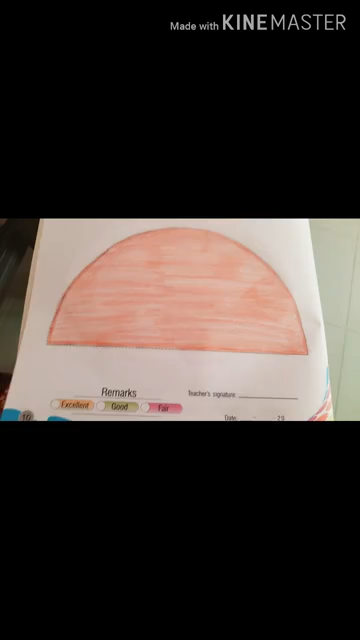 Made with KINEMASTER
Remarks
Teacher's signature
Excellent Good Fair
Date